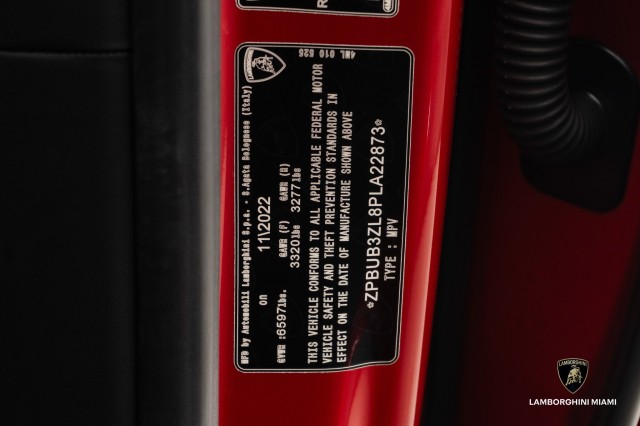 4ML 010 525
MFD by Automobili Lamborghini S.p.a. - S.Agata Bolognese (Italy)
on 11\2022
GVWR :6597lbs. GAWR (F) 3320lbs GAWR (R) 3277lbs
THIS VEHICLE CONFORMS TO ALL APPLICABLE FEDERAL MOTOR
VEHICLE SAFETY AND THEFT PREVENTION STANDARDS IN
EFFECT ON THE DATE OF MANUFACTURE SHOWN ABOVE
*ZPBUB3ZL8PLA22873*
TYPE : MPV
LAMBORGHINI
LAMBORGHINI MIAMI